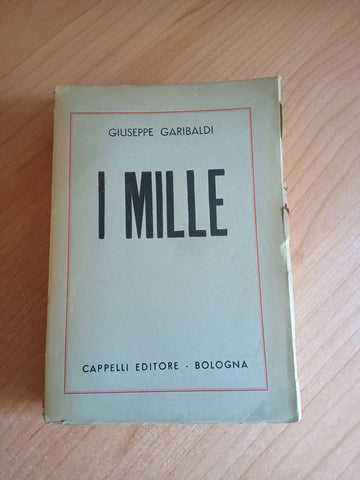 GIUSEPPE GARIBALDI
I MILLE
CAPPELLI EDITORE - BOLOGNA